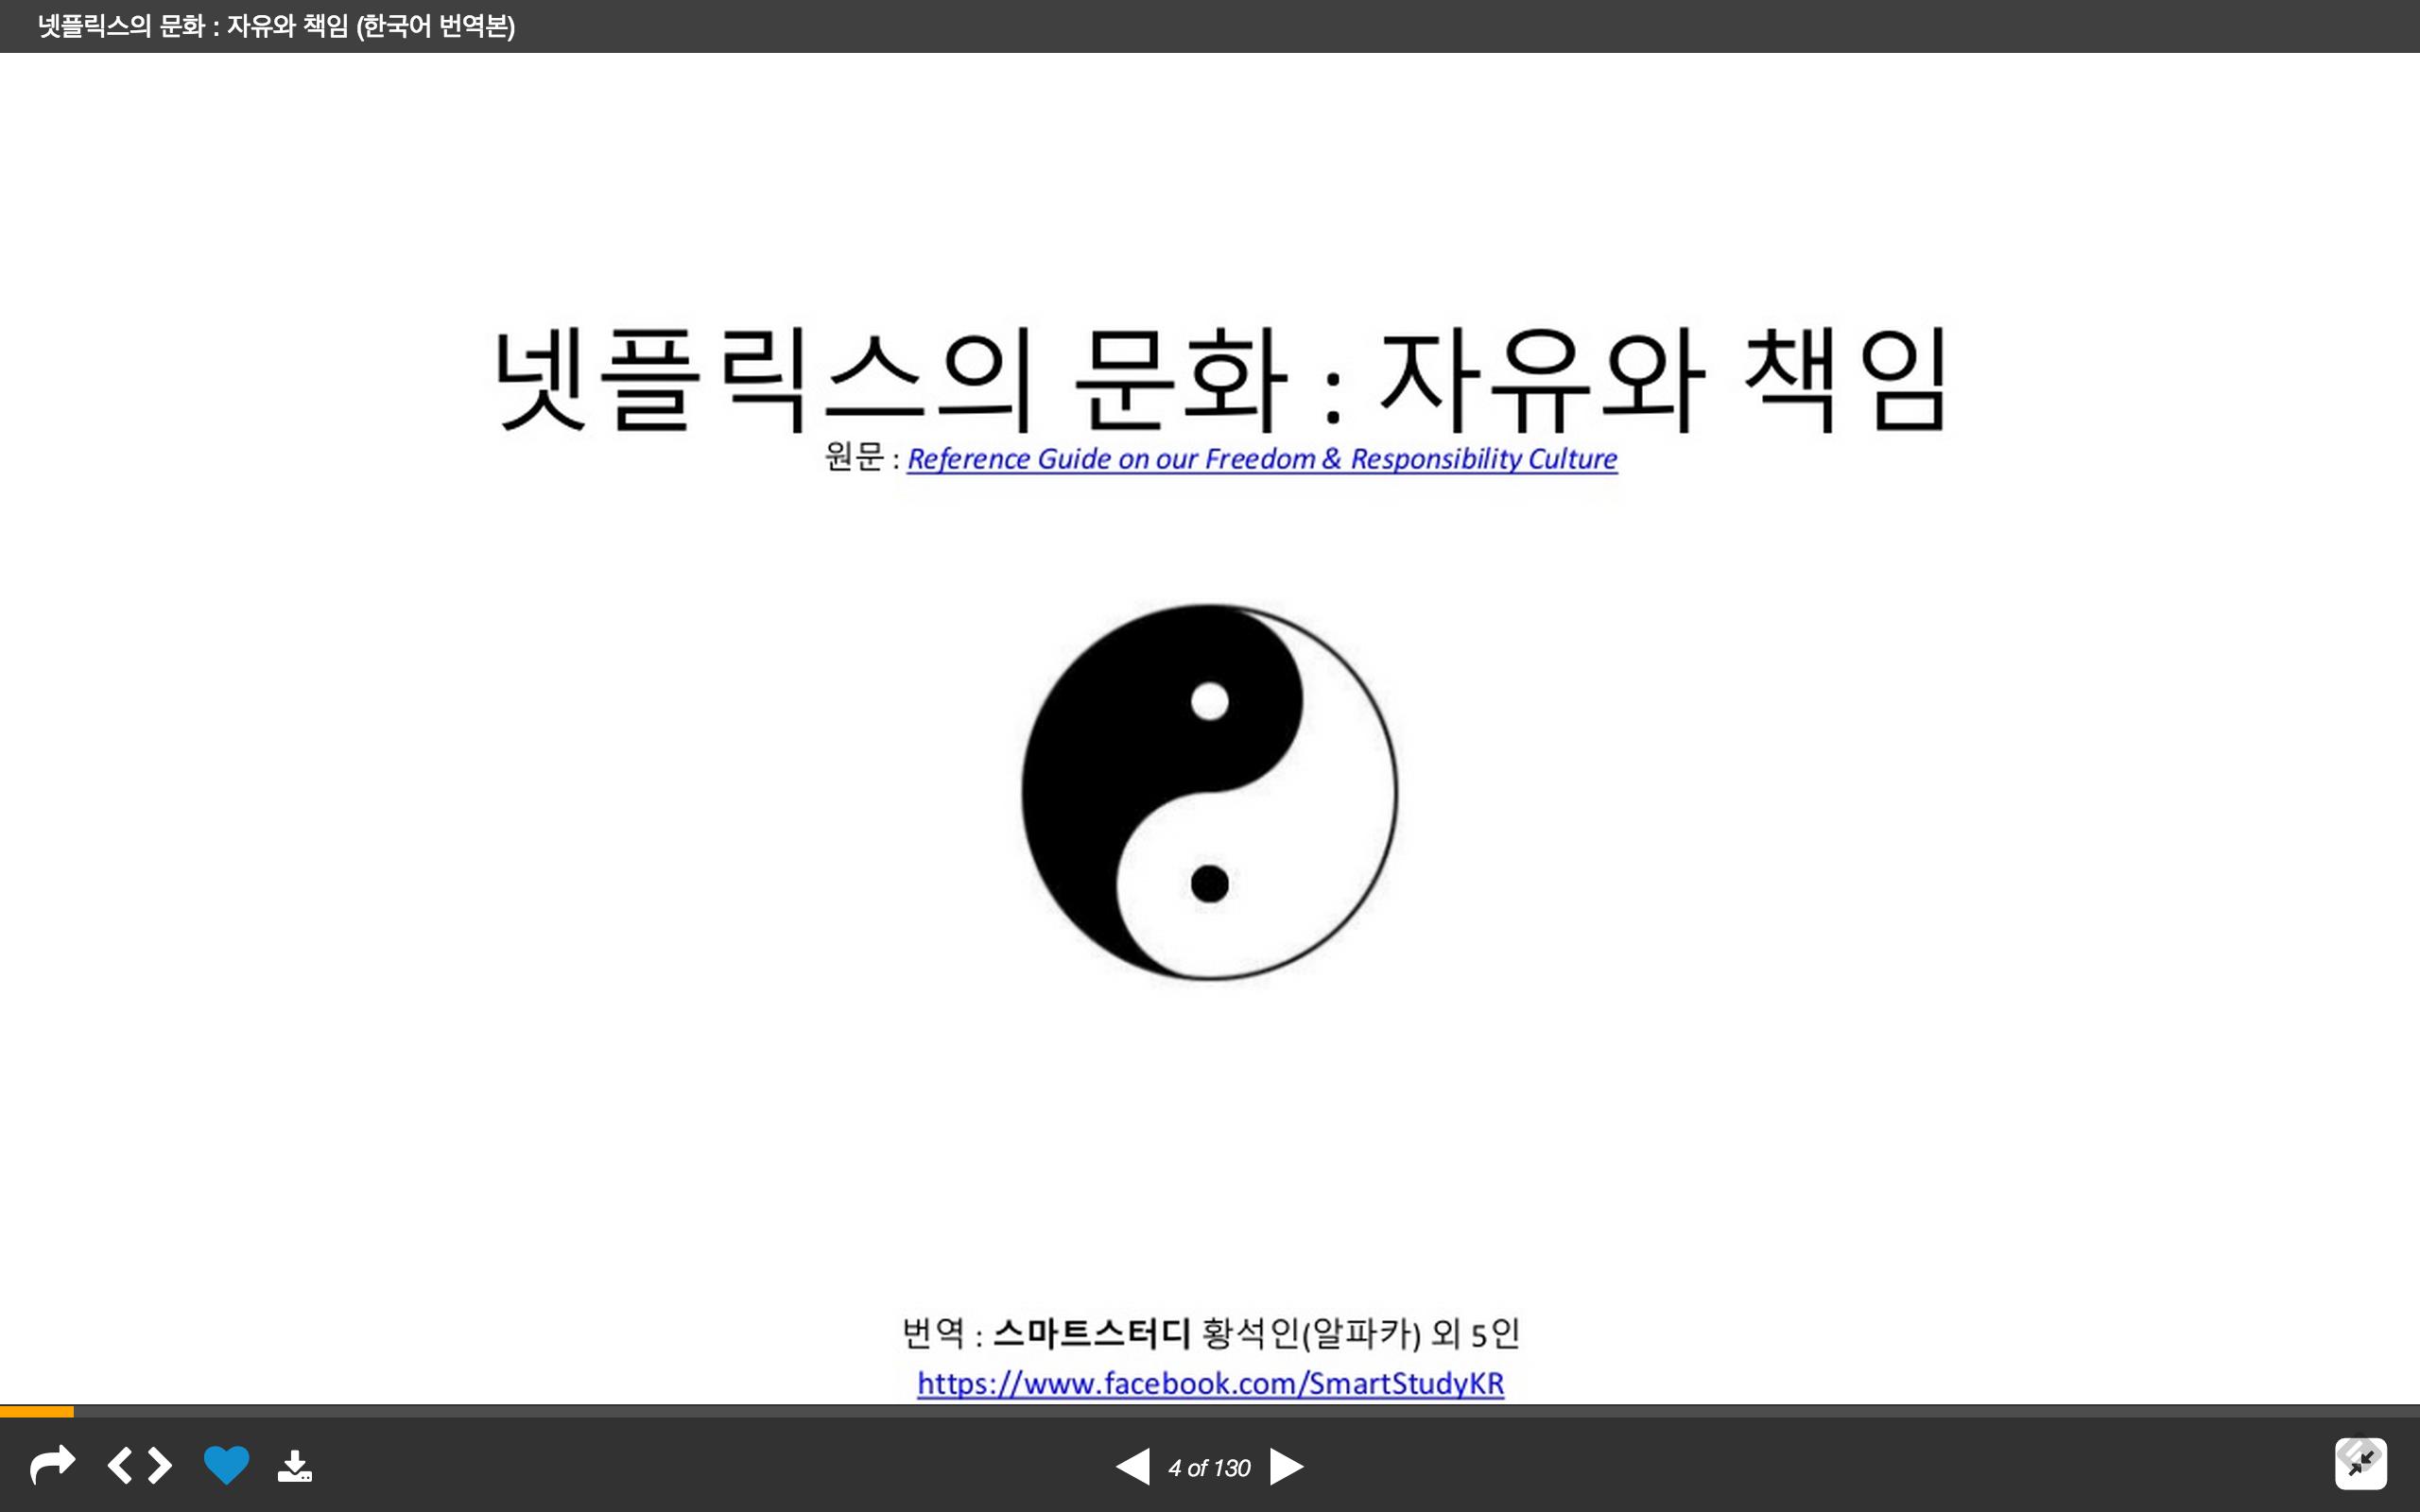 넷플릭스의 문화 : 자유와 책임 (한국어 번역본)
넷플릭스의 문화 : 자유와 책임
원문 : Reference Guide on our Freedom & Responsibility Culture
번역 : 스마트스터디 황석인(알파카) 외 5인
https://www.facebook.com/SmartStudyKR
4 of 130